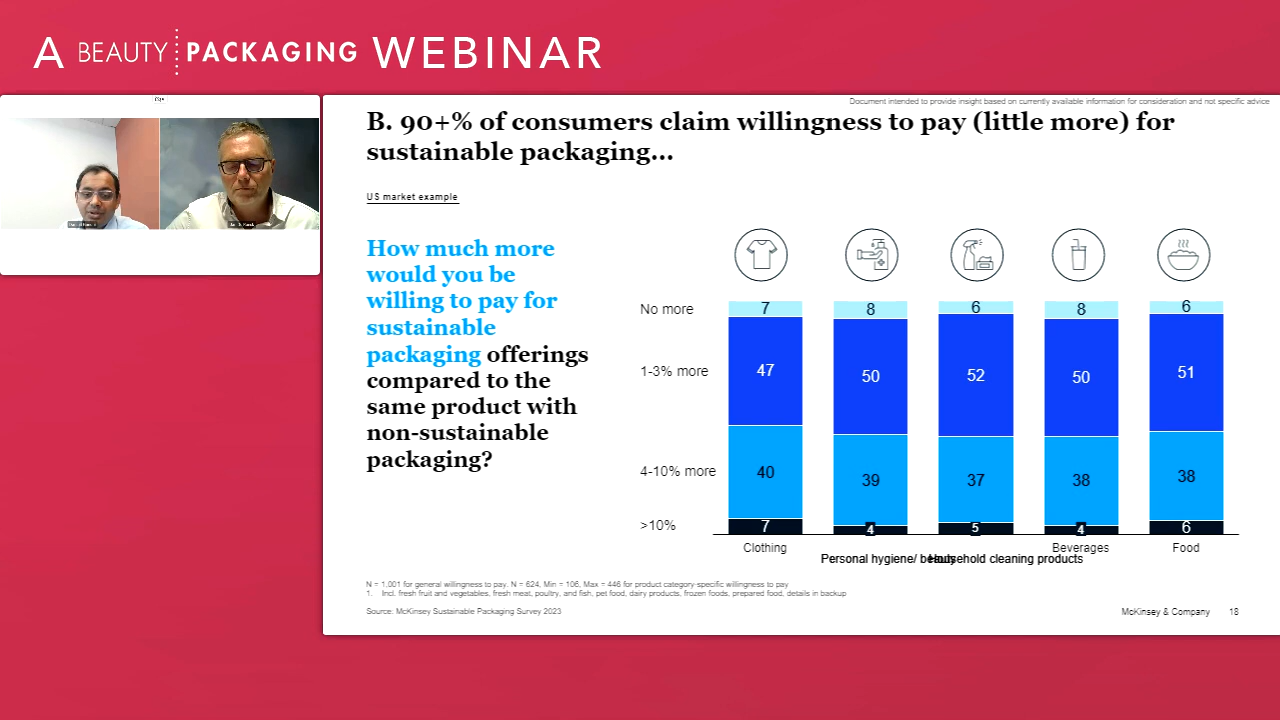 A BEAUTY PACKAGING WEBINAR
Document intended to provide insight based on currently available information for consideration and not specific advice
B. 90+% of consumers claim willingness to pay (little more) for
sustainable packaging...
US market example
How much more
would you be
willing to pay for
sustainable
packaging offerings
compared to the
same product with
non-sustainable
packaging?
No more 7 8 6 8 6
1-3% more 47 50 52 50 51
4-10% more 40 39 37 38 38
>10% 7 4 5 4 6
Clothing Beverages Food
Personal hygiene/ beauty Household cleaning products
N = 1,001 for general willingness to pay. N = 624, Min = 106, Max = 446 for product category-specific willingness to pay
1. Incl. fresh fruit and vegetables, fresh meat, poultry, and fish, pet food, dairy products, frozen foods, prepared food, details in backup
Source: McKinsey Sustainable Packaging Survey 2023
McKinsey & Company 18